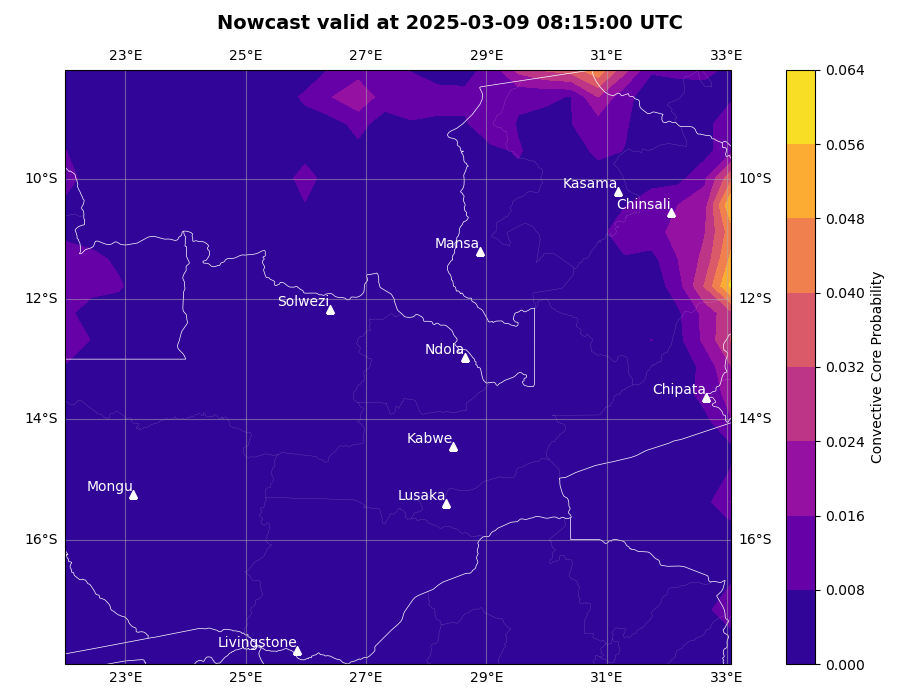 Nowcast valid at 2025-03-09 08:15:00 UTC
23°E 25°E 27°E 29°E 31°E 33°E
0.064
0.056
10°S 10°S
Kasama
Chinsali
0.048
Mansa
0.040
12°S 12°S
Solwezi
Ndola
0.032
Chipata
14°S 14°S
Kabwe
0.024
Mongu
Lusaka
0.016
16°S 16°S
0.008
Livingstone
0.000
23°E 25°E 27°E 29°E 31°E 33°E
Convective Core Probability